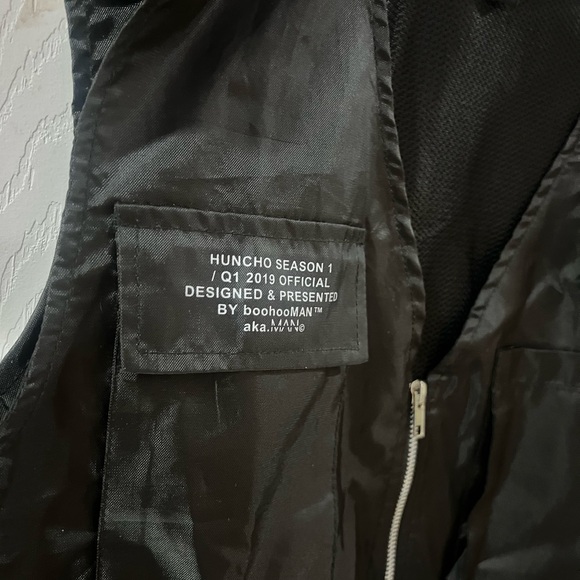 HUNCHO SEASON 1
/ Q1 2019 OFFICIAL
DESIGNED & PRESENTED
BY boohooMAN™
aka.MAN©